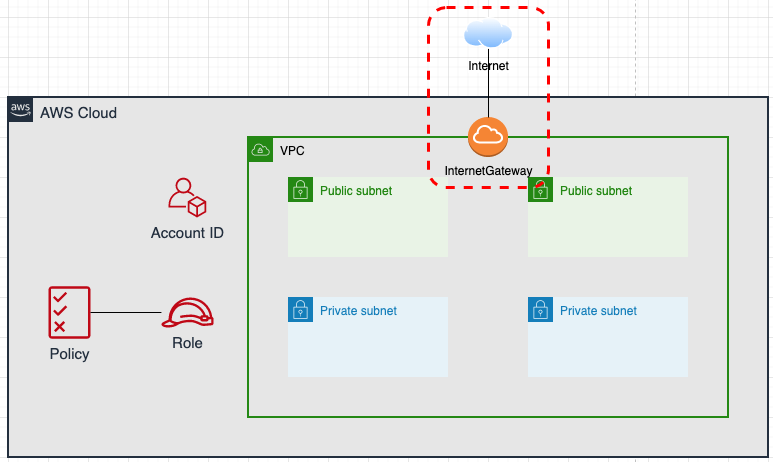 Internet
aws
AWS Cloud
VPC
InternetGateway
Public subnet
Public subnet
Account ID
Private subnet
Private subnet
Policy
Role